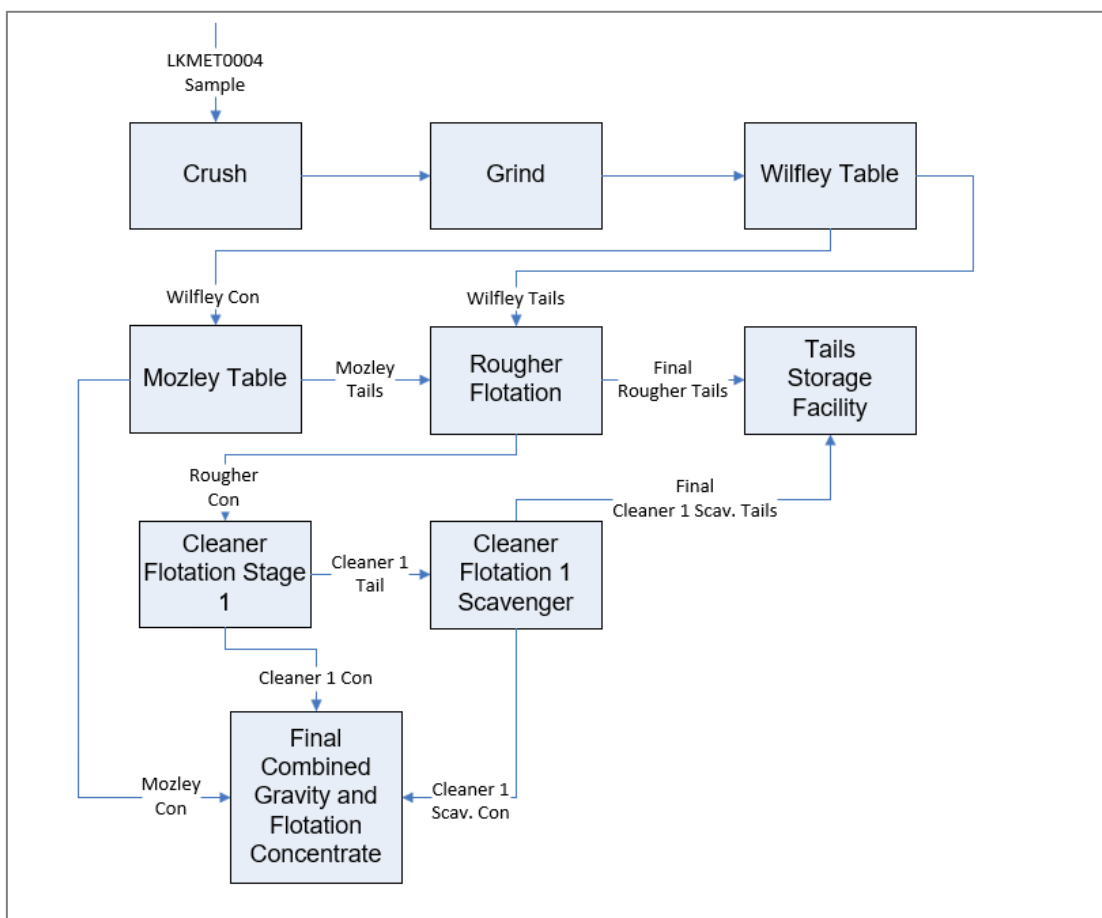 LKMET0004
Sample
Crush
Grind
Wilfley Table
Wilfley Con
Wilfley Tails
Mozley Table
Mozley
Tails
Rougher
Flotation
Final
Rougher Tails
Tails
Storage
Facility
Rougher
Con
Final
Cleaner 1 Scav. Tails
Cleaner
Flotation Stage
1
Cleaner 1
Tail
Cleaner
Flotation 1
Scavenger
Cleaner 1 Con
Mozley
Con
Final
Combined
Gravity and
Flotation
Concentrate
Cleaner 1
Scav. Con